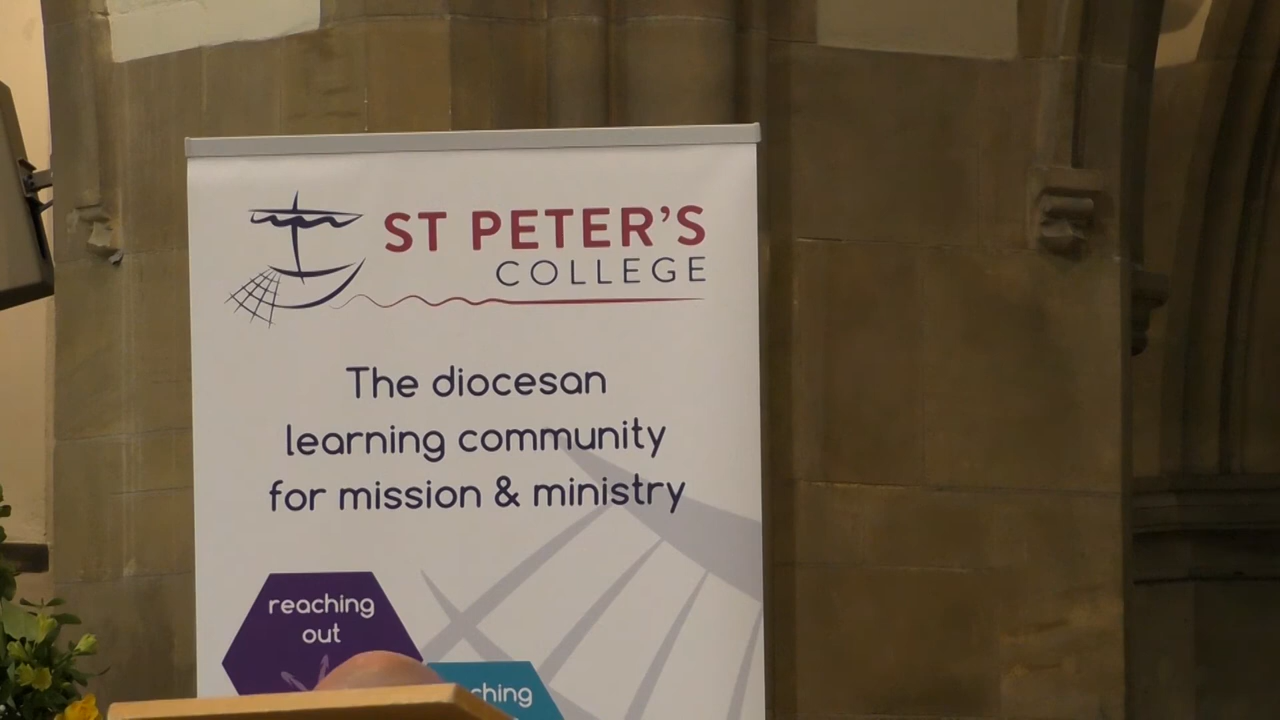 ST PETER'S
COLLEGE
The diocesan
learning community
for mission & ministry
reaching
out